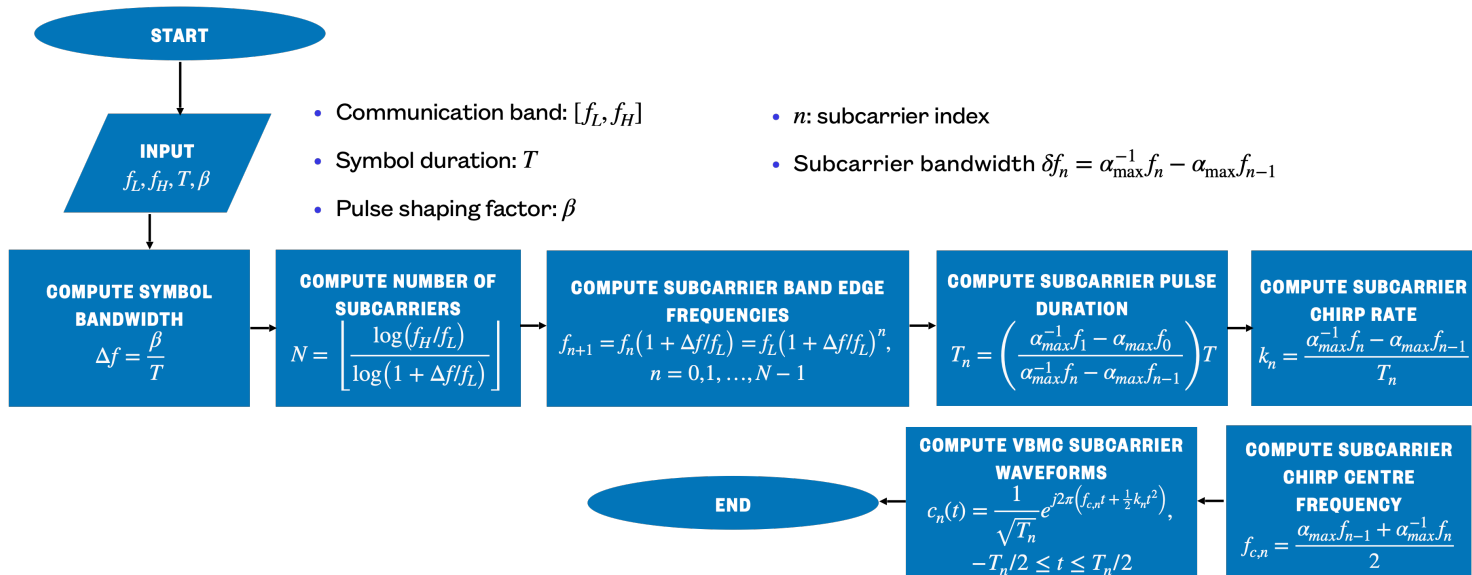 START
INPUT
f_L, f_H, T, β
• Communication band: [f_L, f_H]
• Symbol duration: T
• Pulse shaping factor: β
• n: subcarrier index
• Subcarrier bandwidth δf_n = α_max^{-1} f_n − α_max f_{n−1}
COMPUTE SYMBOL
BANDWIDTH
Δf = β/T
COMPUTE NUMBER OF
SUBCARRIERS
N = ⌊ log(f_H/f_L) / log(1 + Δf/f_L) ⌋
COMPUTE SUBCARRIER BAND EDGE
FREQUENCIES
f_{n+1} = f_n(1 + Δf/f_L) = f_L(1 + Δf/f_L)^n,
n = 0,1,…,N − 1
COMPUTE SUBCARRIER PULSE
DURATION
T_n = ( (α_max^{-1} f_1 − α_max f_0) / (α_max^{-1} f_n − α_max f_{n−1}) ) T
COMPUTE SUBCARRIER
CHIRP RATE
k_n = (α_max^{-1} f_n − α_max f_{n−1}) / T_n
COMPUTE SUBCARRIER
CHIRP CENTRE
FREQUENCY
f_{c,n} = (α_max f_{n−1} + α_max^{-1} f_n) / 2
COMPUTE VBMC SUBCARRIER
WAVEFORMS
c_n(t) = (1/√T_n) e^{j2π(f_{c,n}t + ½k_n t²)},
−T_n/2 ≤ t ≤ T_n/2
END